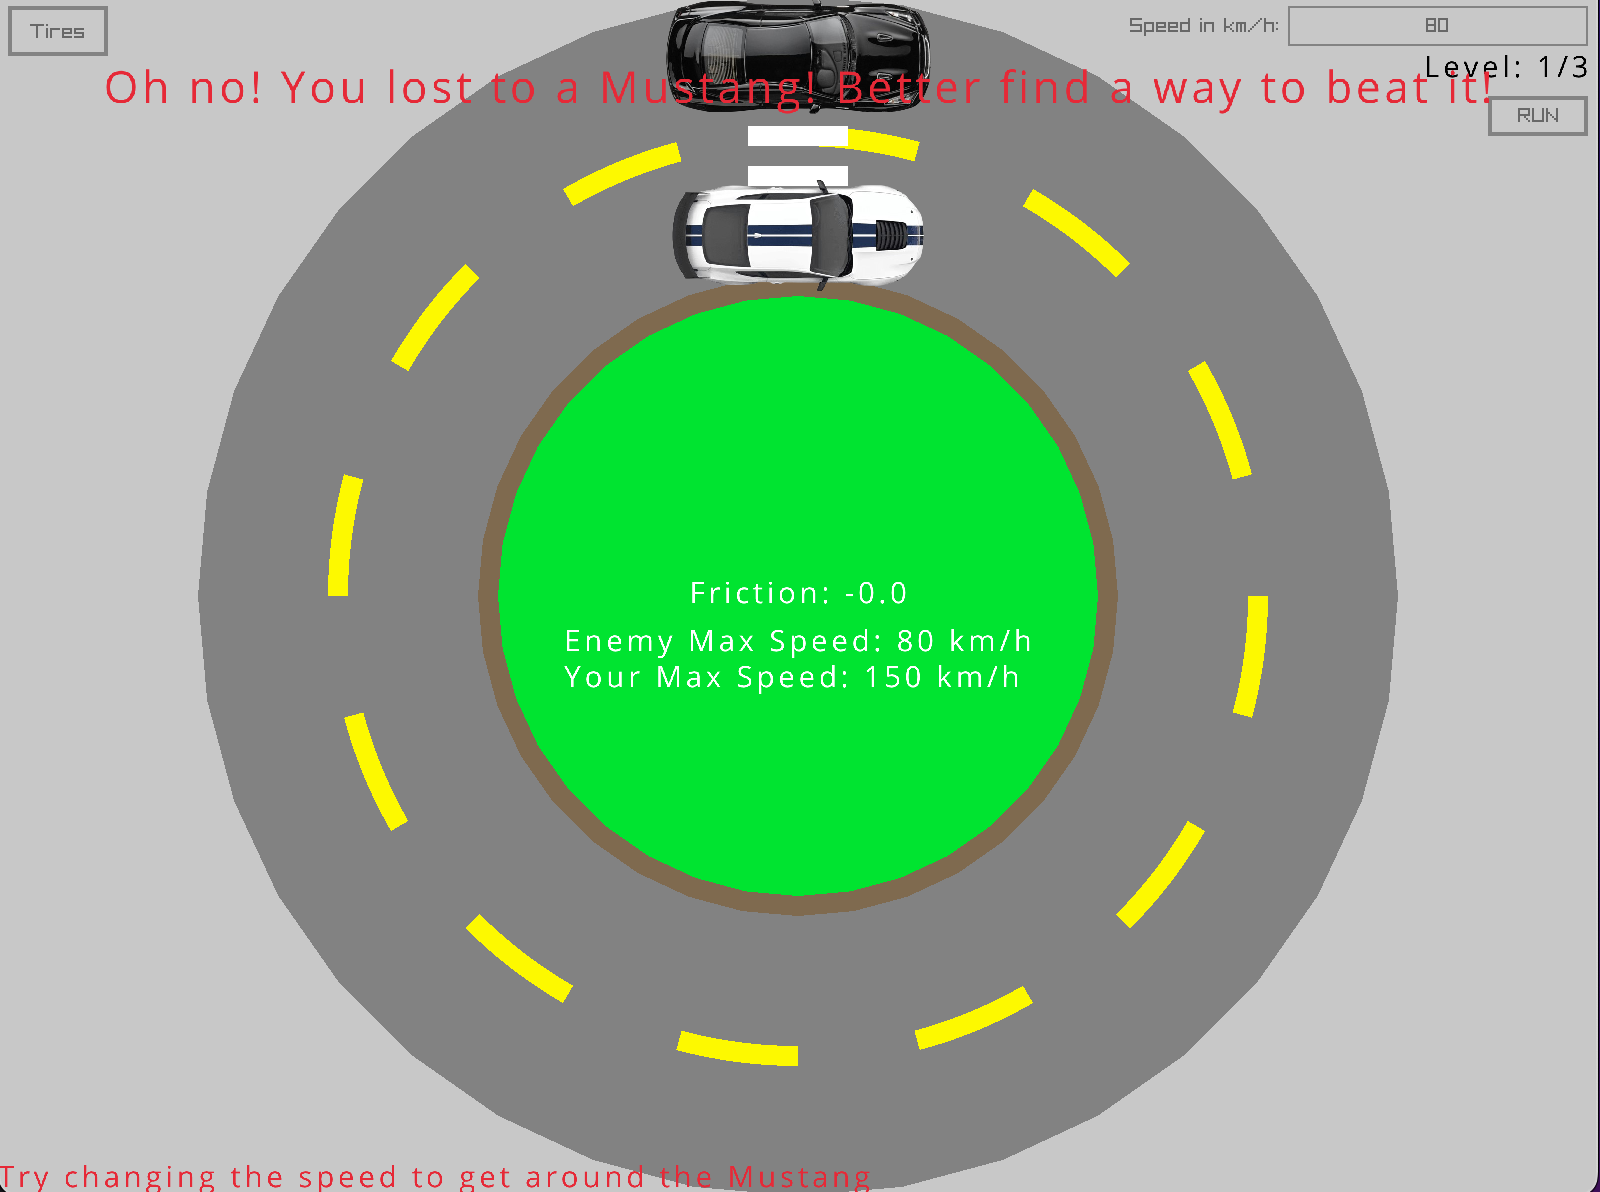 Tires
Speed in km/h: 80
Level: 1/3
Oh no! You lost to a Mustang! Better find a way to beat it!
RUN
Friction: -0.0
Enemy Max Speed: 80 km/h
Your Max Speed: 150 km/h
Try changing the speed to get around the Mustang